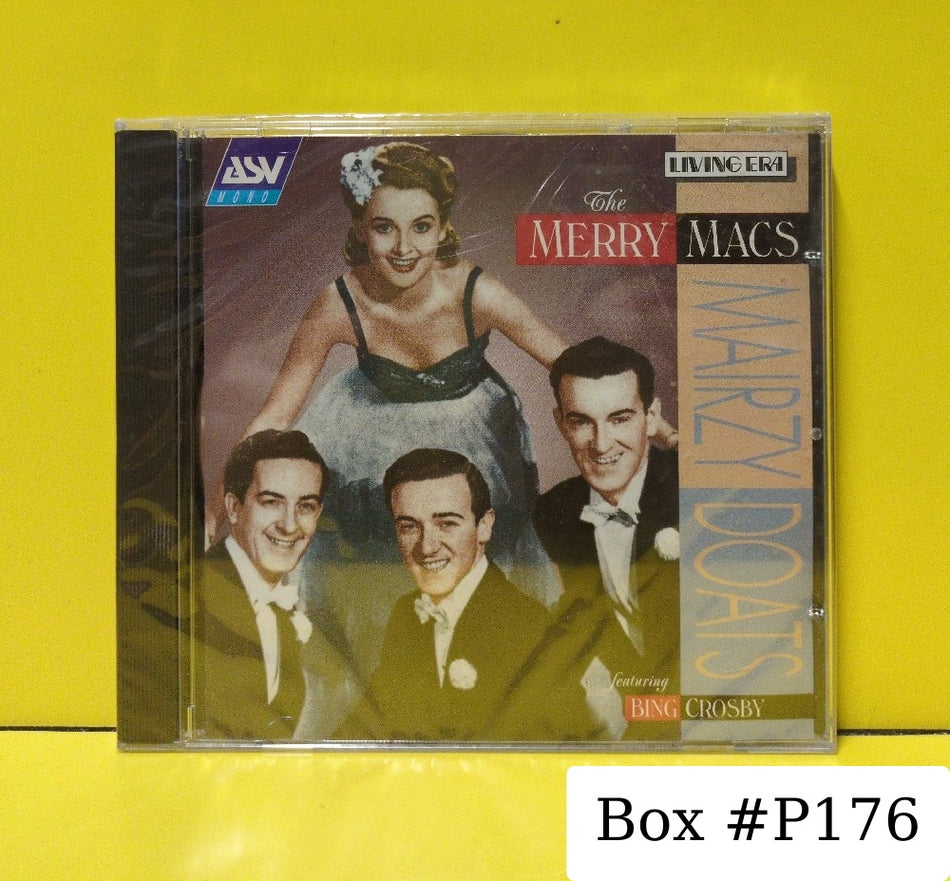 ASV
MONO
LIVING ERA
The
MERRY MACS
MAIRZY DOATS
featuring
BING CROSBY
Box #P176